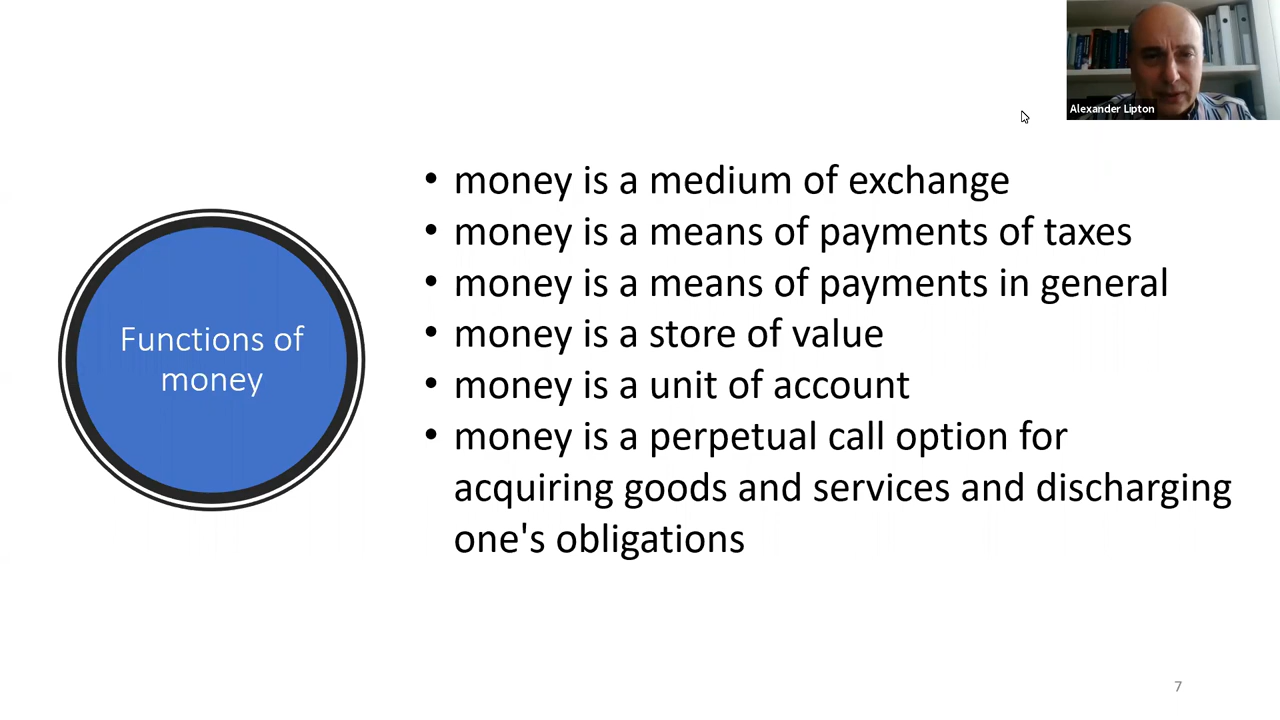 Alexander Lipton
Functions of
money
• money is a medium of exchange
• money is a means of payments of taxes
• money is a means of payments in general
• money is a store of value
• money is a unit of account
• money is a perpetual call option for
acquiring goods and services and discharging
one's obligations
7